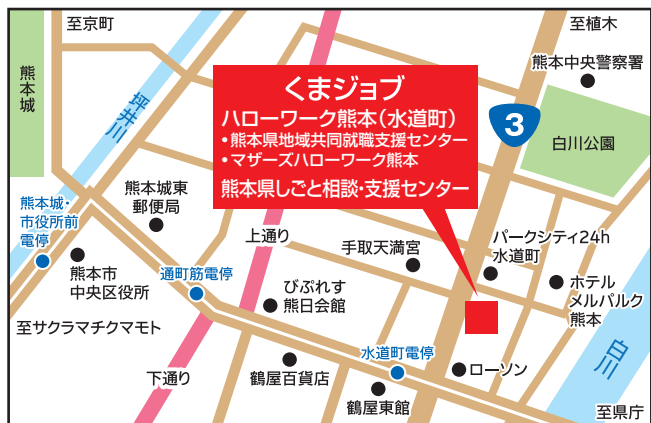 至京町
至植木
熊本城
坪井川
熊本中央警察署
くまジョブ
ハローワーク熊本(水道町)
•熊本県地域共同就職支援センター
•マザーズハローワーク熊本
熊本県しごと相談・支援センター
3
白川公園
熊本城・
市役所前
電停
熊本城東
郵便局
上通り
手取天満宮
パークシティ24h
水道町
熊本市
中央区役所
通町筋電停
びぷれす
熊日会館
ホテル
メルパルク
熊本
至サクラマチクマモト
白川
水道町電停
ローソン
下通り
鶴屋百貨店
鶴屋東館
至県庁